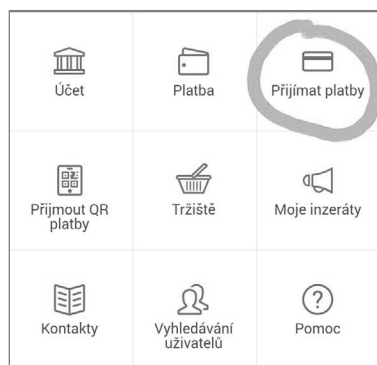 Účet
Platba
Přijímat platby
Přijmout QR
platby
Tržiště
Moje inzeráty
Kontakty
Vyhledávání
uživatelů
Pomoc